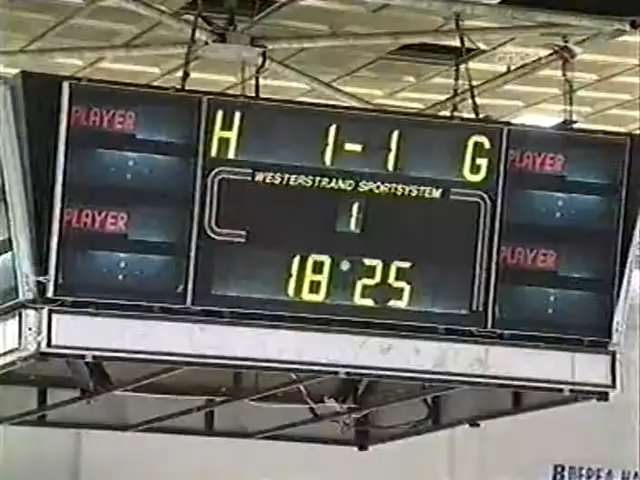 PLAYER
PLAYER
H 1-1 G
WESTERSTRAND SPORTSYSTEM
1
18:25
PLAYER
PLAYER